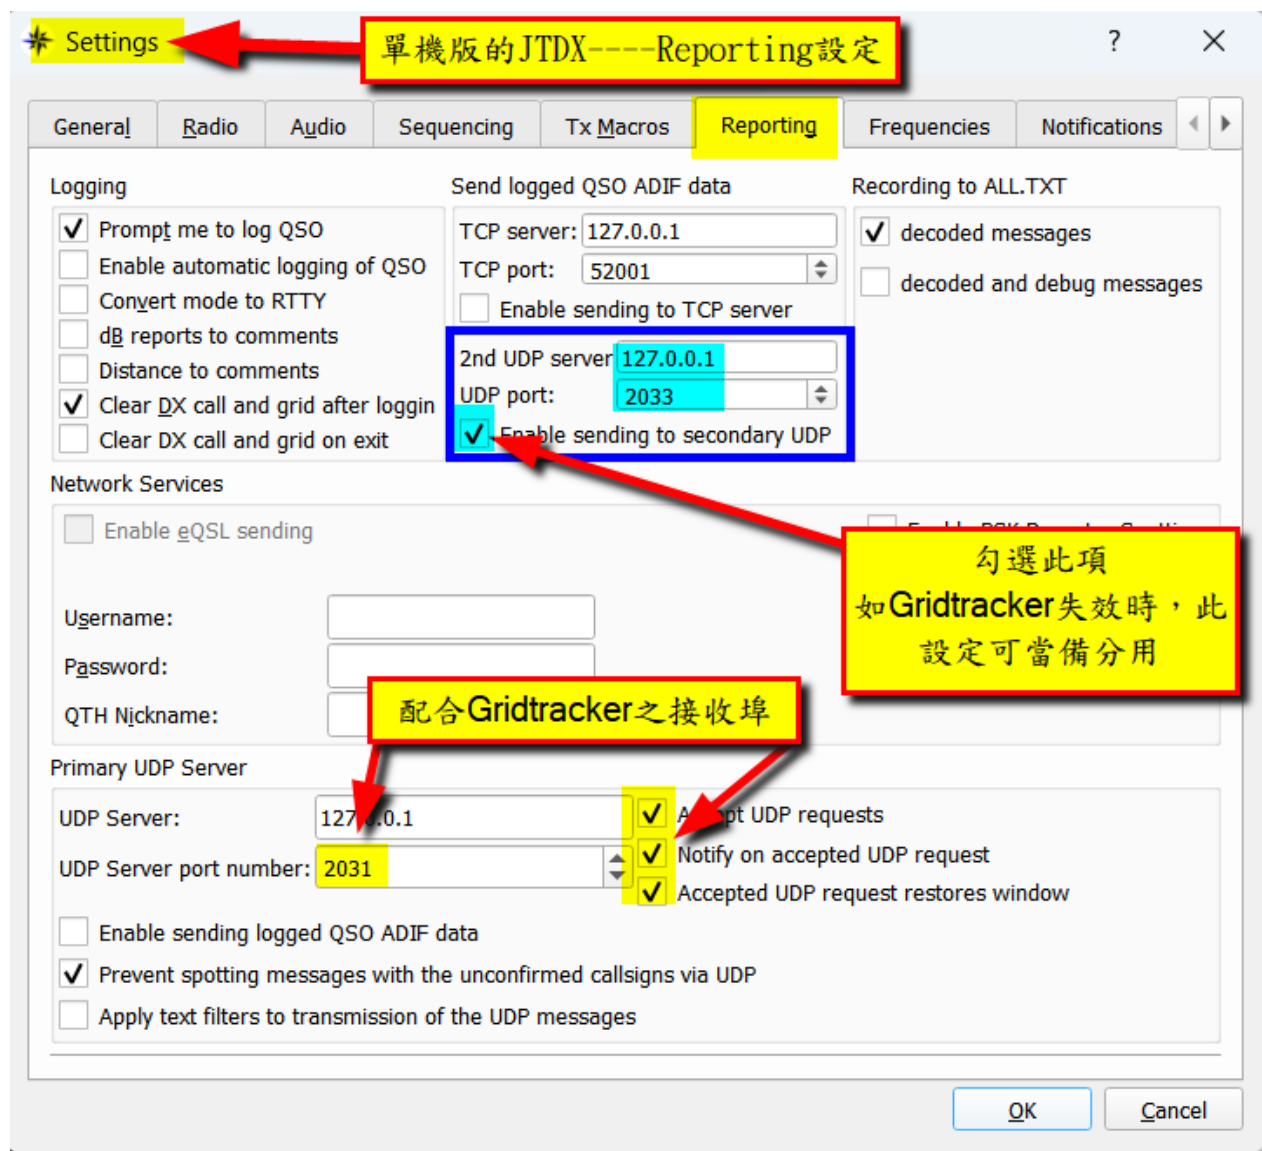 Settings
單機版的JTDX----Reporting設定
?
General Radio Audio Sequencing Tx Macros Reporting Frequencies Notifications
Logging
Prompt me to log QSO
Enable automatic logging of QSO
Convert mode to RTTY
dB reports to comments
Distance to comments
Clear DX call and grid after loggin
Clear DX call and grid on exit
Send logged QSO ADIF data
TCP server: 127.0.0.1
TCP port: 52001
Enable sending to TCP server
2nd UDP server 127.0.0.1
UDP port: 2033
Enable sending to secondary UDP
Recording to ALL.TXT
decoded messages
decoded and debug messages
Network Services
Enable eQSL sending
勾選此項
如Gridtracker失效時，此
設定可當備分用
Username:
Password:
QTH Nickname:
配合Gridtracker之接收埠
Primary UDP Server
UDP Server: 127.0.0.1
UDP Server port number: 2031
Accept UDP requests
Notify on accepted UDP request
Accepted UDP request restores window
Enable sending logged QSO ADIF data
Prevent spotting messages with the unconfirmed callsigns via UDP
Apply text filters to transmission of the UDP messages
OK Cancel